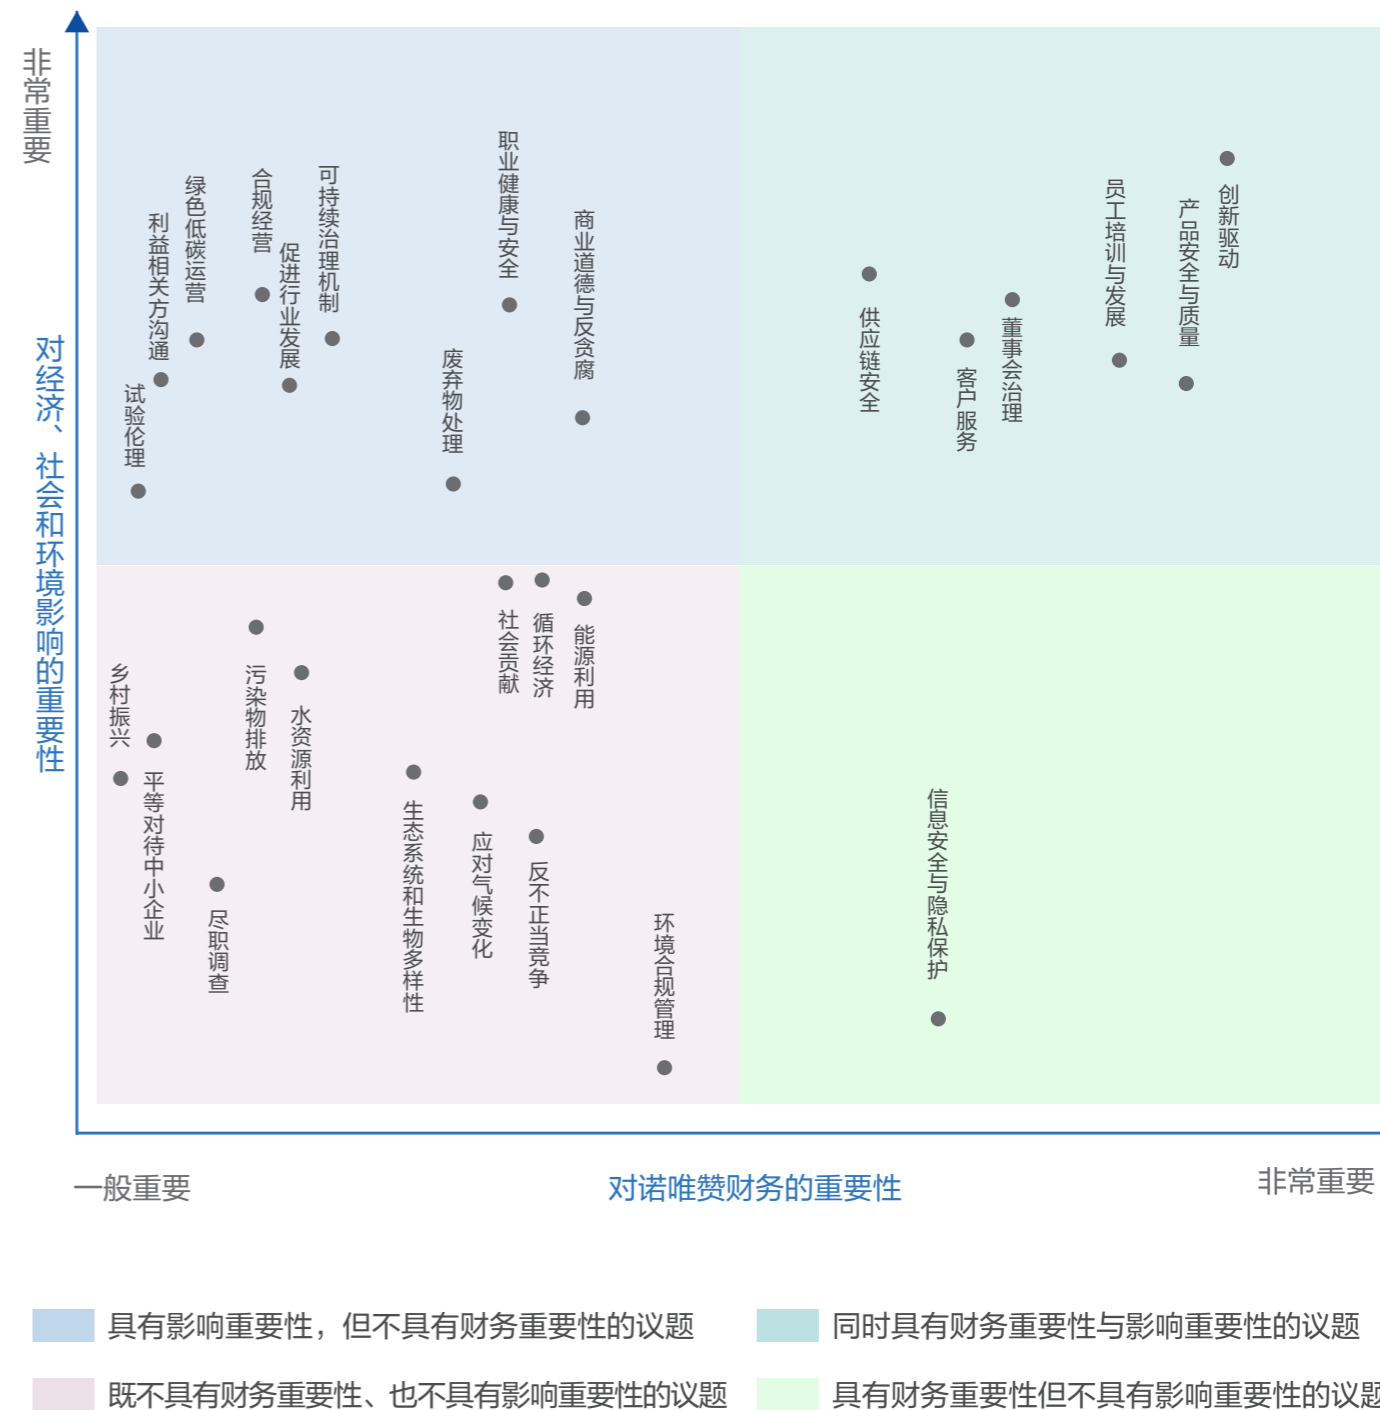 非常重要
对经济、社会和环境影响的重要性
职业健康与安全
可持续治理机制
合规经营
绿色低碳运营
利益相关方沟通
促进行业发展
商业道德与反贪腐
废弃物处理
试验伦理
员工培训与发展
创新驱动
产品安全与质量
供应链安全
董事会治理
客户服务
社会贡献
循环经济
能源利用
乡村振兴
污染物排放
水资源利用
平等对待中小企业
生态系统和生物多样性
应对气候变化
反不正当竞争
尽职调查
环境合规管理
信息安全与隐私保护
一般重要
对诺唯赞财务的重要性
非常重要
具有影响重要性，但不具有财务重要性的议题
同时具有财务重要性与影响重要性的议题
既不具有财务重要性、也不具有影响重要性的议题
具有财务重要性但不具有影响重要性的议题